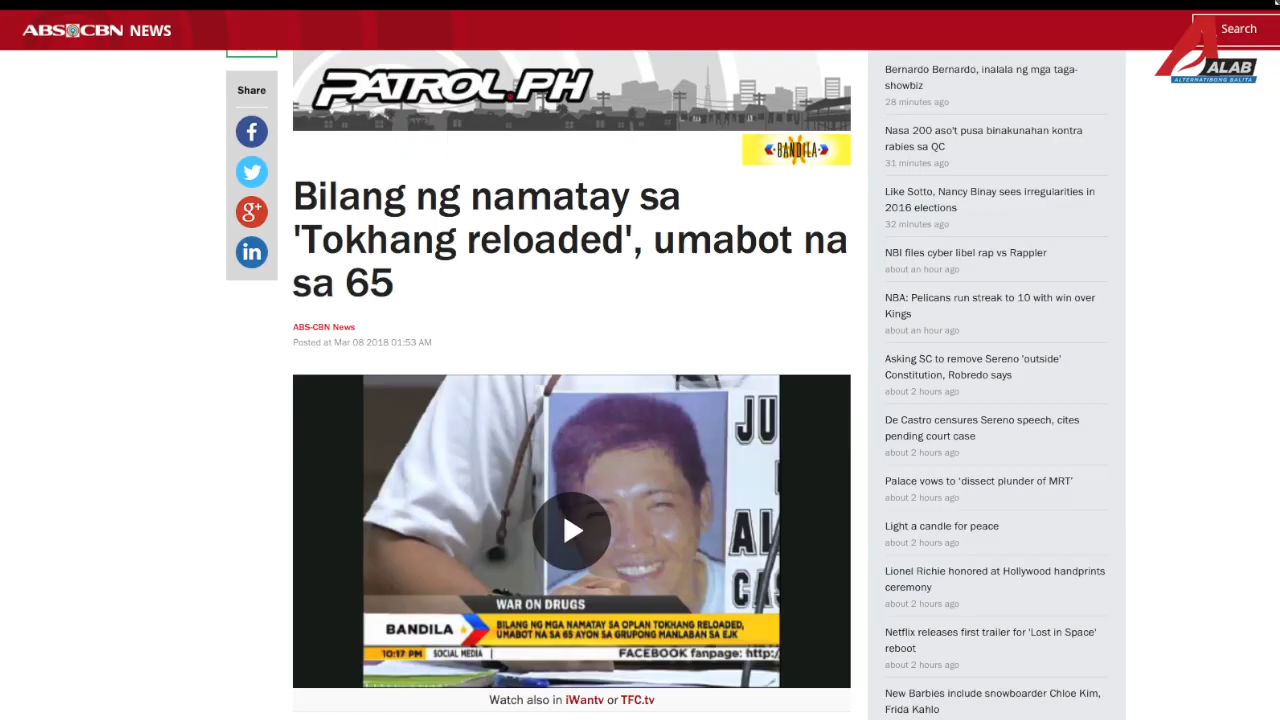 ABS-CBN NEWS
Search
ALAB
ALTERNATIBONG BALITA
Share
PATROL.PH
BANDILA
Bilang ng namatay sa
'Tokhang reloaded', umabot na
sa 65
ABS-CBN News
Posted at Mar 08 2018 01:53 AM
JU
AL
WAR ON DRUGS
BANDILA
BILANG NG MGA NAMATAY SA OPLAN TOKHANG RELOADED,
UMABOT NA SA 65 AYON SA GRUPONG MANLABAN SA EJK
10:17 PM SOCIAL MEDIA FACEBOOK fanpage: http:/
Watch also in iWantv or TFC.tv
Bernardo Bernardo, inalala ng mga taga-
showbiz
28 minutes ago
Nasa 200 aso't pusa binakunahan kontra
rabies sa QC
31 minutes ago
Like Sotto, Nancy Binay sees irregularities in
2016 elections
32 minutes ago
NBI files cyber libel rap vs Rappler
about an hour ago
NBA: Pelicans run streak to 10 with win over
Kings
about an hour ago
Asking SC to remove Sereno 'outside'
Constitution, Robredo says
about 2 hours ago
De Castro censures Sereno speech, cites
pending court case
about 2 hours ago
Palace vows to ‘dissect plunder of MRT’
about 2 hours ago
Light a candle for peace
about 2 hours ago
Lionel Richie honored at Hollywood handprints
ceremony
about 2 hours ago
Netflix releases first trailer for 'Lost in Space'
reboot
about 2 hours ago
New Barbies include snowboarder Chloe Kim,
Frida Kahlo